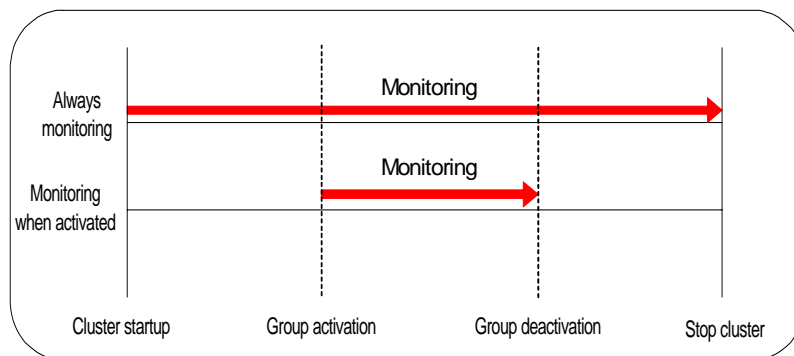 Monitoring
Always
monitoring
Monitoring
Monitoring
when activated
Cluster startup
Group activation
Group deactivation
Stop cluster